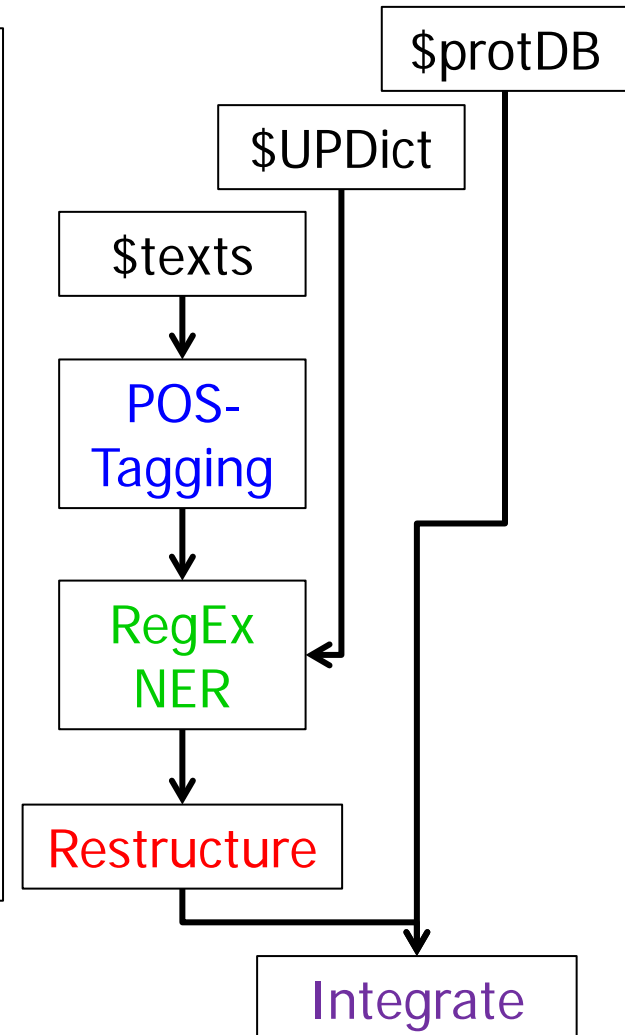 $protDB
$UPDict
$texts
POS-
Tagging
RegEx
NER
Restructure
Integrate